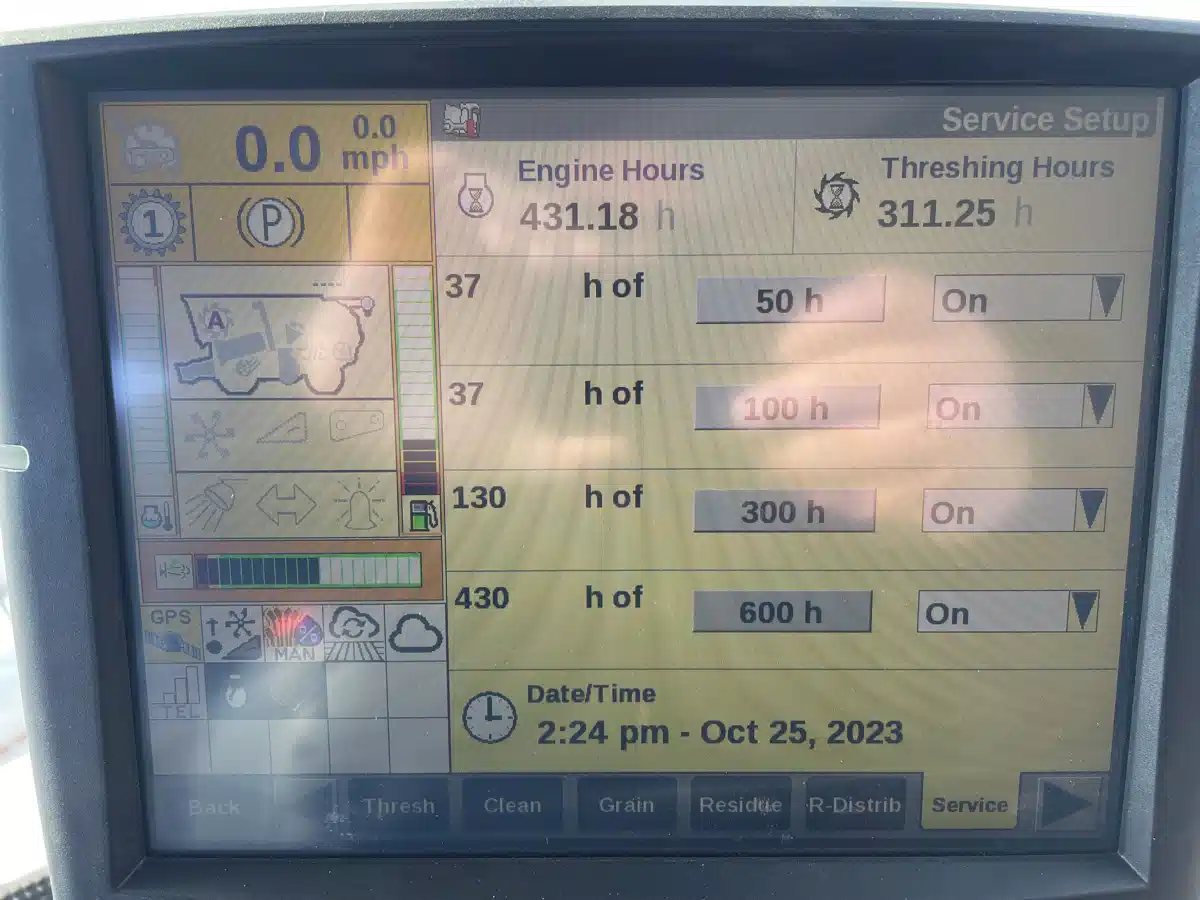 Service Setup
0.0
0.0
mph
1
P
Engine Hours
431.18 h
Threshing Hours
311.25 h
A
37 h of 50 h On
37 h of 100 h On
130 h of 300 h On
430 h of 600 h On
GPS
%
MAN
TEL
Date/Time
2:24 pm - Oct 25, 2023
Back
Thresh
Clean
Grain
Residue
R-Distrib
Service